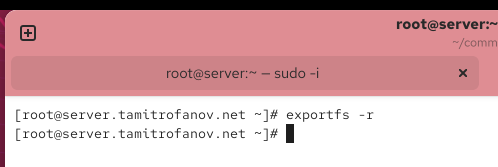 root@server:~
~/comm
root@server:~ — sudo -i
[root@server.tamitrofanov.net ~]# exportfs -r
[root@server.tamitrofanov.net ~]#